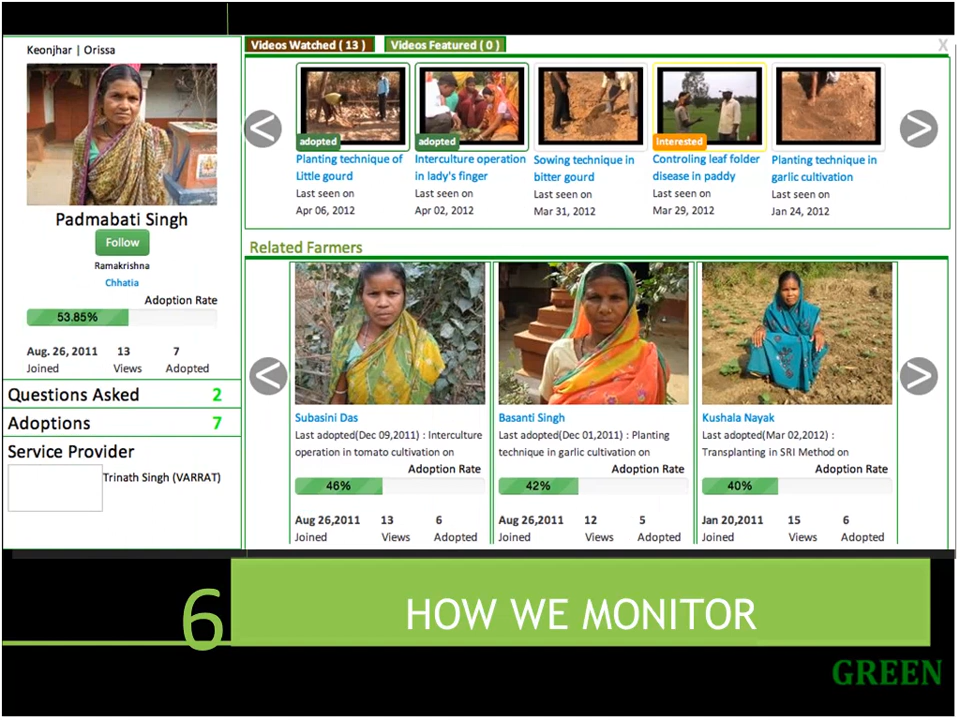 Keonjhar | Orissa
Padmabati Singh
Follow
Ramakrishna
Chhatia
Adoption Rate
53.85%
Aug. 26, 2011 13 7
Joined Views Adopted
Questions Asked 2
Adoptions 7
Service Provider
Trinath Singh (VARRAT)
Videos Watched ( 13 ) Videos Featured ( 0 )
X
< >
adopted adopted Interested
Planting technique of Interculture operation Sowing technique in Controling leaf folder Planting technique in
Little gourd in lady's finger bitter gourd disease in paddy garlic cultivation
Last seen on Last seen on Last seen on Last seen on Last seen on
Apr 06, 2012 Apr 02, 2012 Mar 31, 2012 Mar 29, 2012 Jan 24, 2012
Related Farmers
< >
Subasini Das Basanti Singh Kushala Nayak
Last adopted(Dec 09,2011) : Interculture Last adopted(Dec 01,2011) : Planting Last adopted(Mar 02,2012) :
operation in tomato cultivation on technique in garlic cultivation on Transplanting in SRI Method on
Adoption Rate Adoption Rate Adoption Rate
46% 42% 40%
Aug 26,2011 13 6 Aug 26,2011 12 5 Jan 20,2011 15 6
Joined Views Adopted Joined Views Adopted Joined Views Adopted
6 HOW WE MONITOR
GREEN